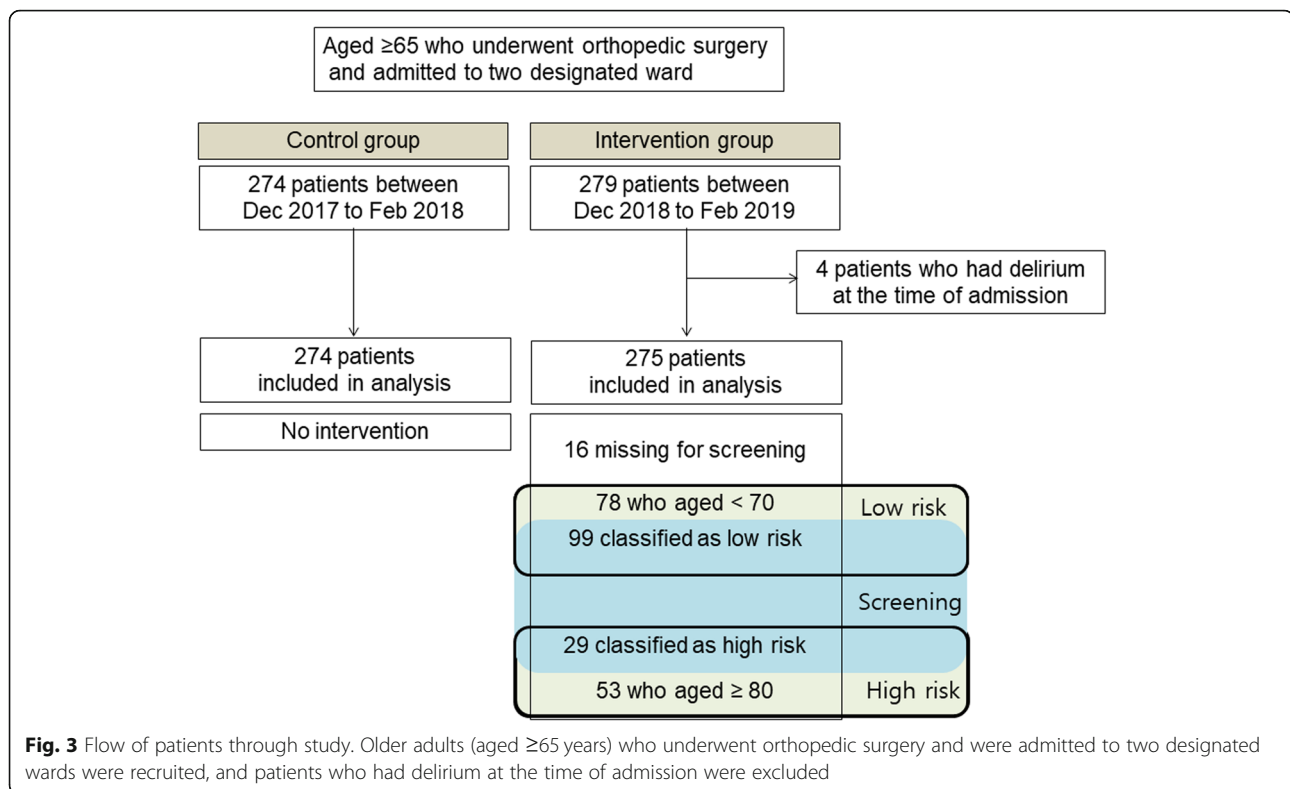 Aged ≥65 who underwent orthopedic surgery
and admitted to two designated ward
Control group
Intervention group
274 patients between
Dec 2017 to Feb 2018
279 patients between
Dec 2018 to Feb 2019
4 patients who had delirium
at the time of admission
274 patients
included in analysis
275 patients
included in analysis
No intervention
16 missing for screening
78 who aged < 70
Low risk
99 classified as low risk
Screening
29 classified as high risk
53 who aged ≥ 80
High risk
Fig. 3 Flow of patients through study. Older adults (aged ≥65 years) who underwent orthopedic surgery and were admitted to two designated
wards were recruited, and patients who had delirium at the time of admission were excluded